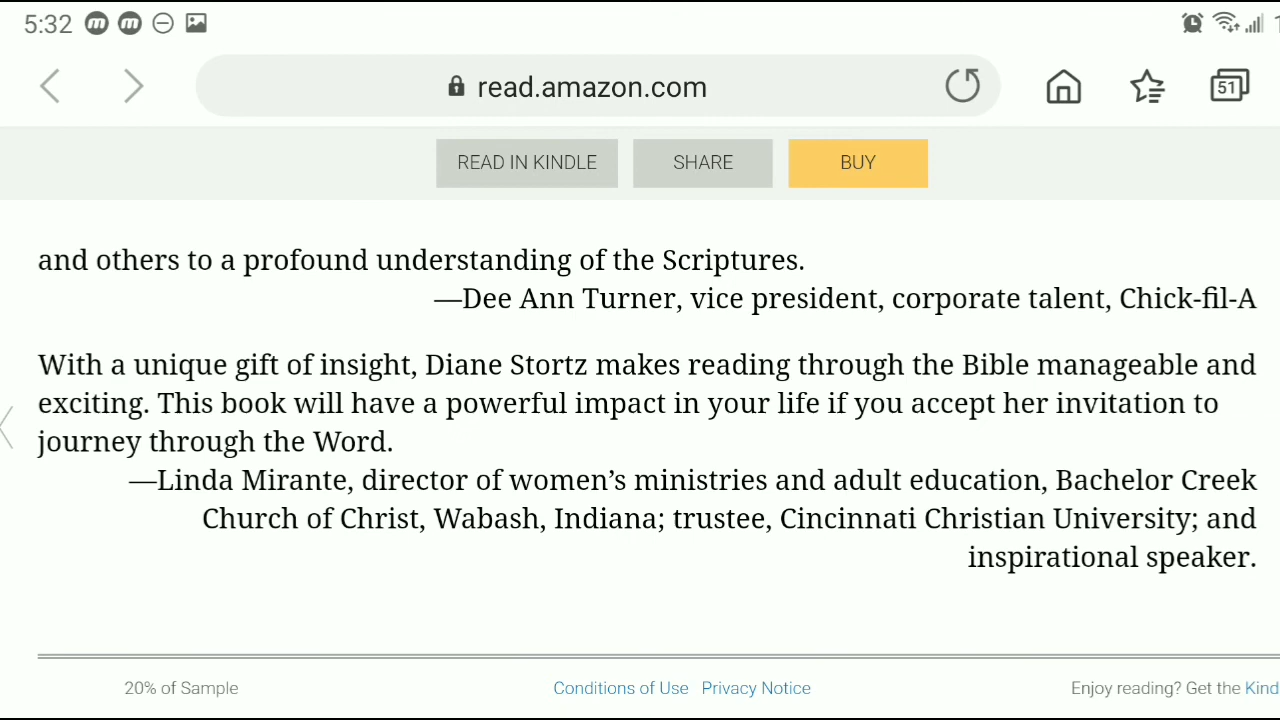 5:32
read.amazon.com
51
READ IN KINDLE SHARE BUY
and others to a profound understanding of the Scriptures.
—Dee Ann Turner, vice president, corporate talent, Chick-fil-A
With a unique gift of insight, Diane Stortz makes reading through the Bible manageable and
exciting. This book will have a powerful impact in your life if you accept her invitation to
journey through the Word.
—Linda Mirante, director of women’s ministries and adult education, Bachelor Creek
Church of Christ, Wabash, Indiana; trustee, Cincinnati Christian University; and
inspirational speaker.
20% of Sample Conditions of Use Privacy Notice Enjoy reading? Get the Kind